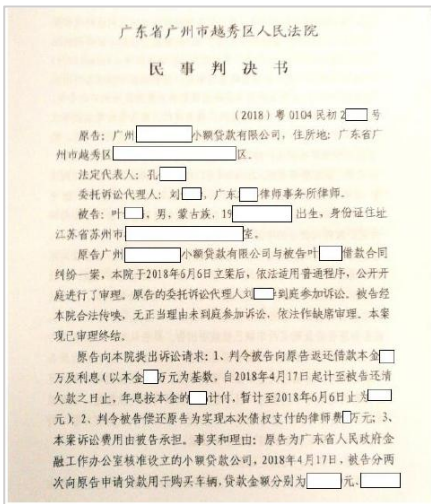 广东省广州市越秀区人民法院
民事判决书
（2018）粤0104民初2 号
原告：广州 小额贷款有限公司，住所地：广东省广
州市越秀区 区。
法定代表人：孔
委托诉讼代理人：刘 ，广东 律师事务所律师。
被告：叶 ，男，蒙古族，19 出生，身份证住址
江苏省苏州市 室。
原告广州 小额贷款有限公司与被告叶 借款合同
纠纷一案，本院于2018年6月6日立案后，依法适用普通程序，公开开
庭进行了审理。原告的委托诉讼代理人刘 到庭参加诉讼。被告经
本院合法传唤，无正当理由未到庭参加诉讼，依法作缺席审理。本案
现已审理终结。
原告向本院提出诉讼请求：1、判令被告向原告返还借款本金
万及利息（以本金 万元为基数，自2018年4月17日起计至被告还清
欠款之日止，年息按本金的 计付，暂计至2018年6月6日止为
元）；2、判令被告偿还原告为实现本次债权支付的律师费 万元；3、
本案诉讼费用由被告承担。事实和理由：原告为广东省人民政府金
融工作办公室核准设立的小额贷款公司，2018年4月17日，被告分两
次向原告申请贷款用于购买车辆，贷款金额分别为 元、